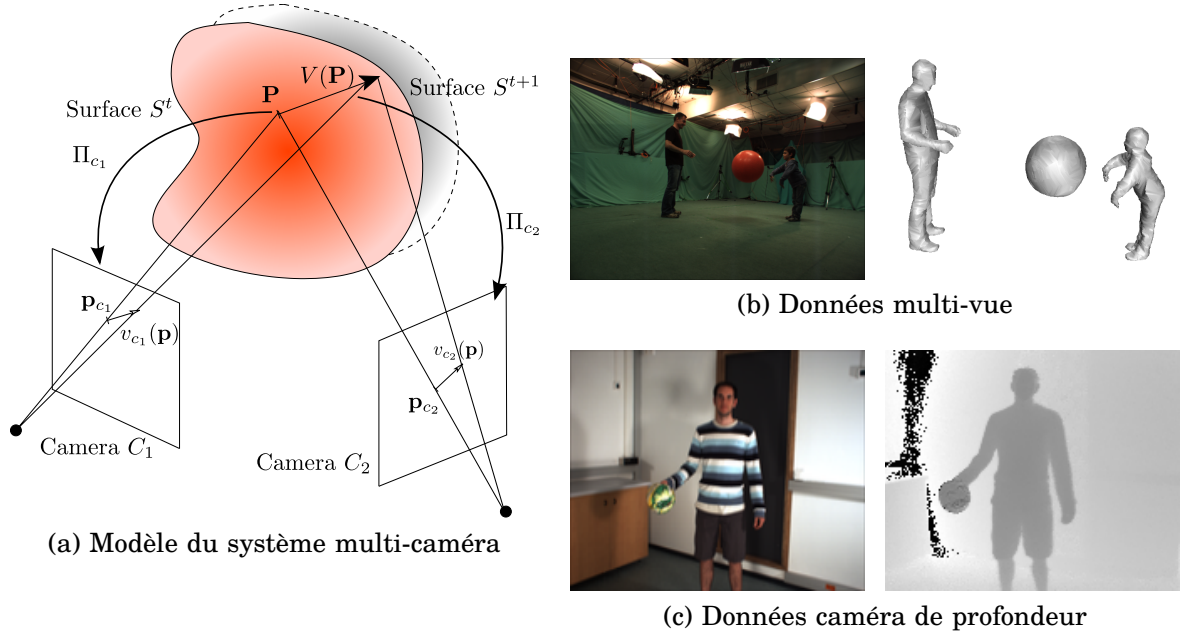 V(P)
P
Surface S^t
Surface S^{t+1}
Π_{c_1}
Π_{c_2}
p_{c_1}
v_{c_1}(p)
v_{c_2}(p)
p_{c_2}
Camera C_1
Camera C_2
(a) Modèle du système multi-caméra
(b) Données multi-vue
(c) Données caméra de profondeur